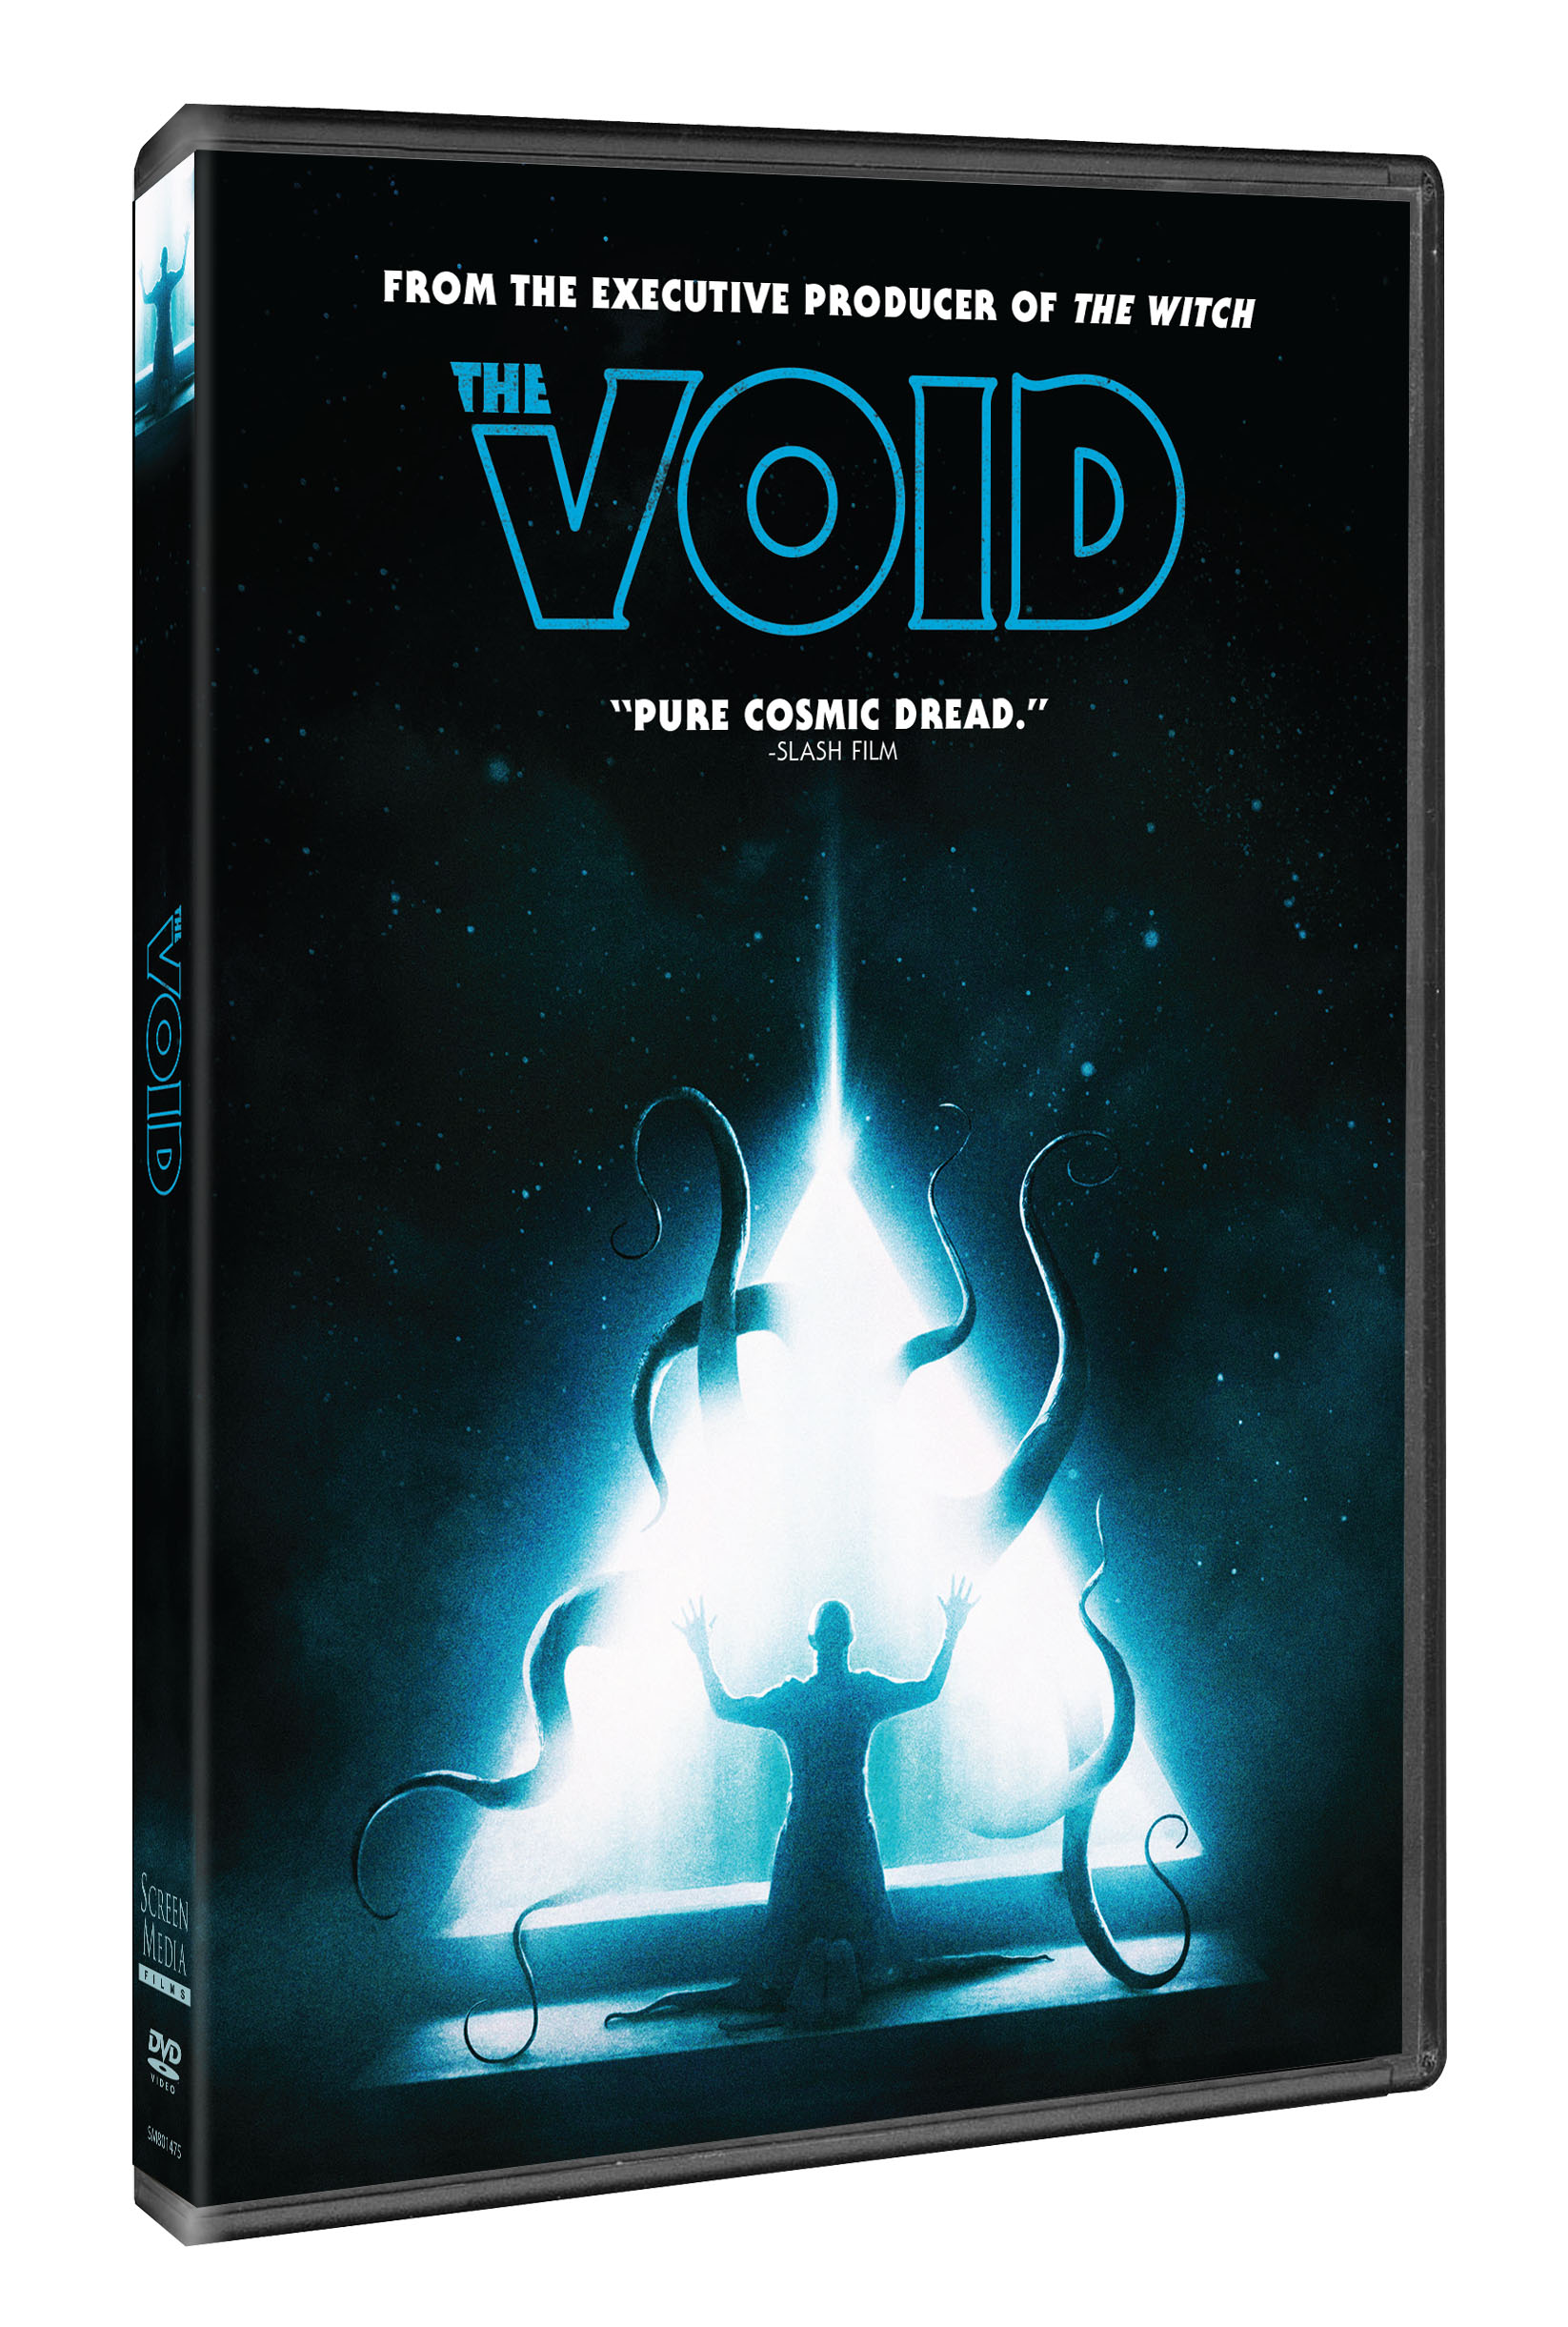 FROM THE EXECUTIVE PRODUCER OF THE WITCH
THE
VOID
“PURE COSMIC DREAD.”
-SLASH FILM
THE
VOID
SCREEN
MEDIA
FILMS
DVD
VIDEO
SM801475